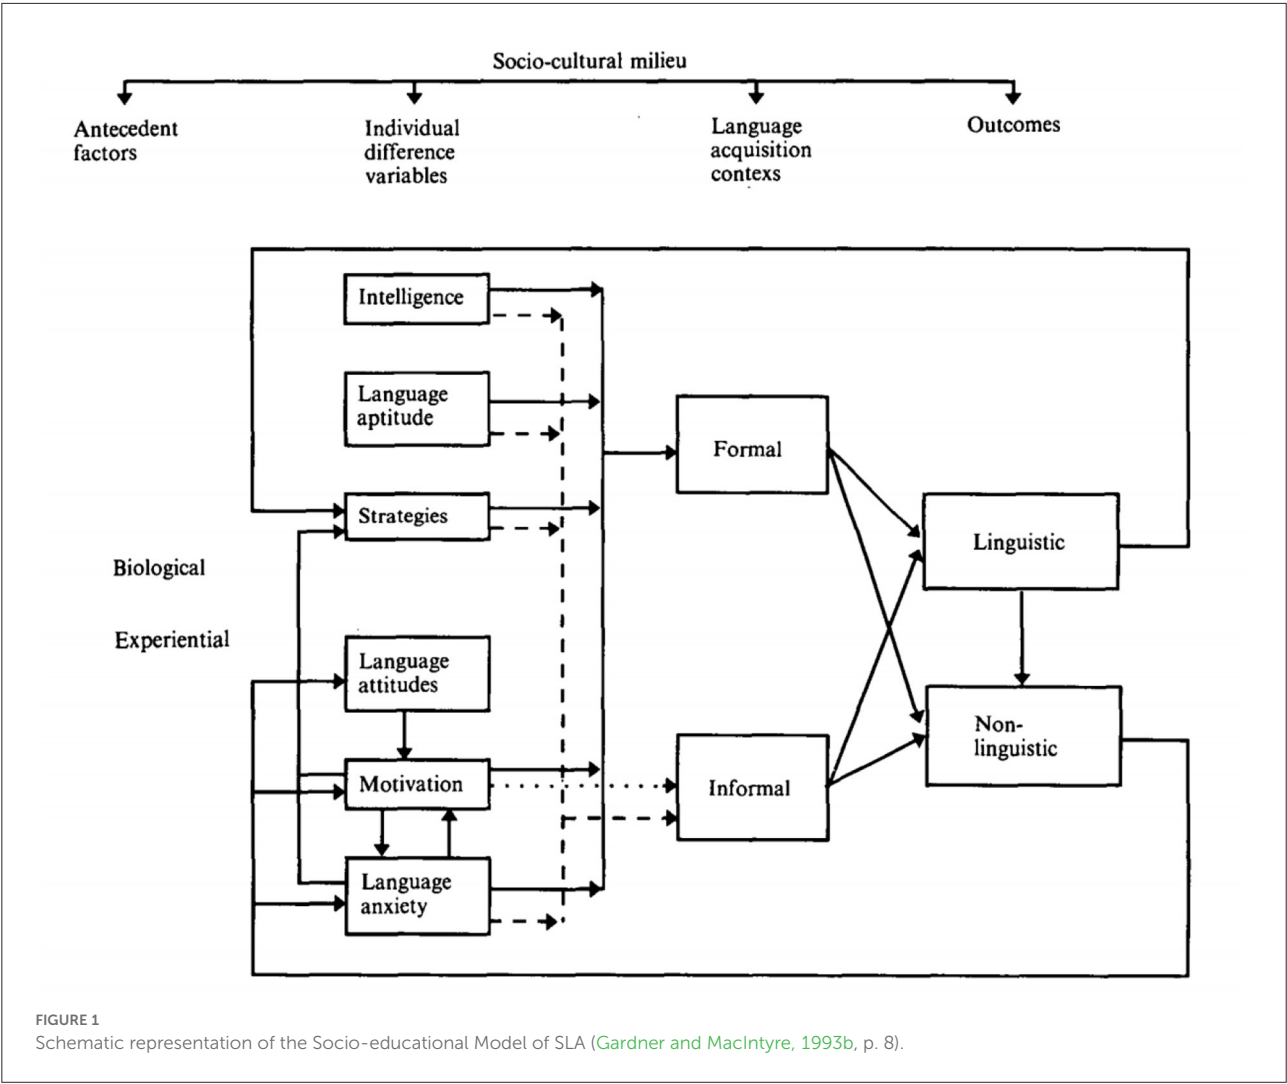 Socio-cultural milieu
Antecedent
factors
Individual
difference
variables
Language
acquisition
contexs
Outcomes
Intelligence
Language
aptitude
Strategies
Biological
Experiential
Language
attitudes
Motivation
Language
anxiety
Formal
Informal
Linguistic
Non-
linguistic
FIGURE 1
Schematic representation of the Socio-educational Model of SLA (Gardner and MacIntyre, 1993b, p. 8).